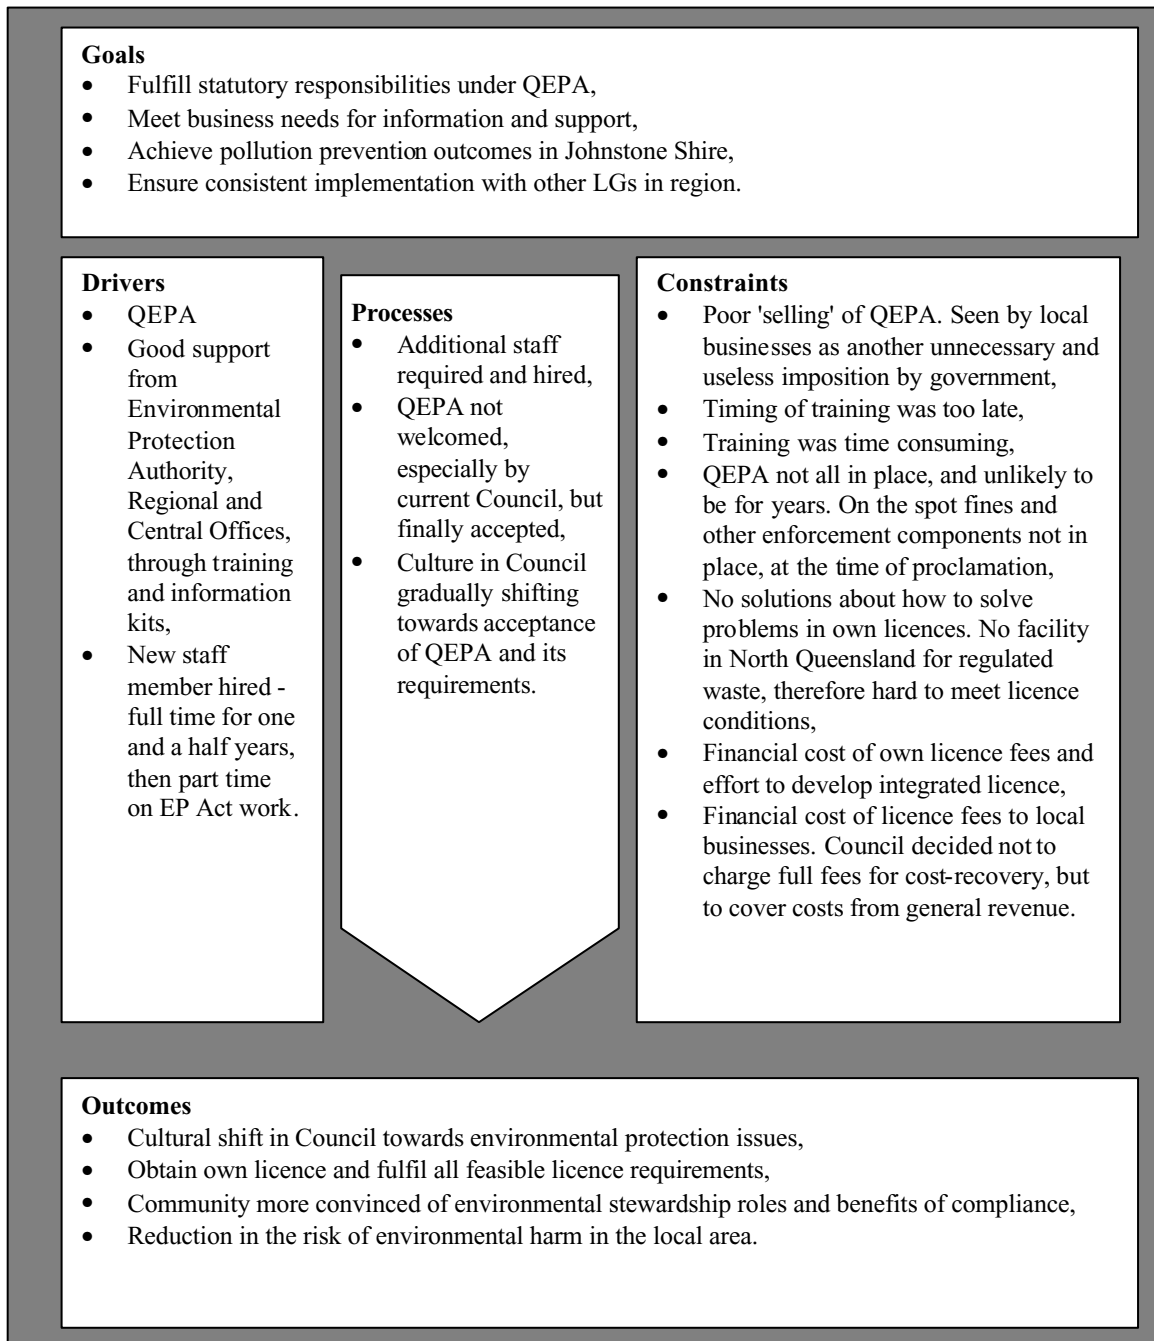 Goals
• Fulfill statutory responsibilities under QEPA,
• Meet business needs for information and support,
• Achieve pollution prevention outcomes in Johnstone Shire,
• Ensure consistent implementation with other LGs in region.
Drivers
• QEPA
• Good support
from
Environmental
Protection
Authority,
Regional and
Central Offices,
through training
and information
kits,
• New staff
member hired -
full time for one
and a half years,
then part time
on EP Act work.
Processes
• Additional staff
required and hired,
• QEPA not
welcomed,
especially by
current Council, but
finally accepted,
• Culture in Council
gradually shifting
towards acceptance
of QEPA and its
requirements.
Constraints
• Poor 'selling' of QEPA. Seen by local
businesses as another unnecessary and
useless imposition by government,
• Timing of training was too late,
• Training was time consuming,
• QEPA not all in place, and unlikely to
be for years. On the spot fines and
other enforcement components not in
place, at the time of proclamation,
• No solutions about how to solve
problems in own licences. No facility
in North Queensland for regulated
waste, therefore hard to meet licence
conditions,
• Financial cost of own licence fees and
effort to develop integrated licence,
• Financial cost of licence fees to local
businesses. Council decided not to
charge full fees for cost-recovery, but
to cover costs from general revenue.
Outcomes
• Cultural shift in Council towards environmental protection issues,
• Obtain own licence and fulfil all feasible licence requirements,
• Community more convinced of environmental stewardship roles and benefits of compliance,
• Reduction in the risk of environmental harm in the local area.